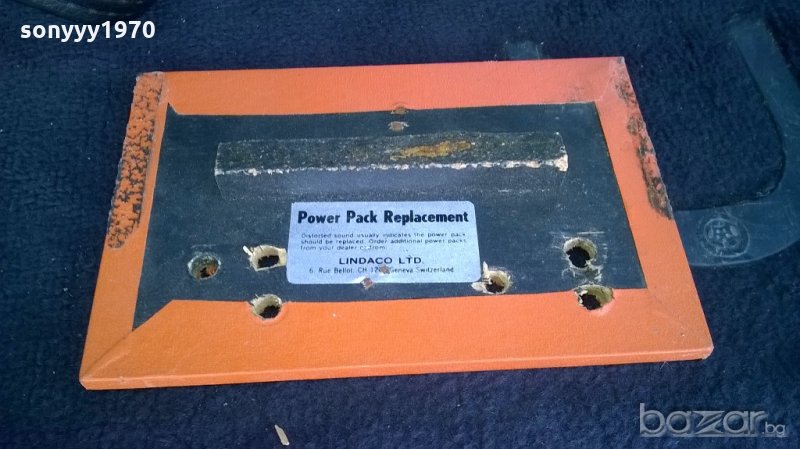 sonyyy1970
Power Pack Replacement
Distorted sound usually indicates the power pack
should be replaced. Order additional power packs
from your dealer or from:
LINDACO LTD.
6, Rue Bellot, CH Geneva Switzerland
bazar.bg